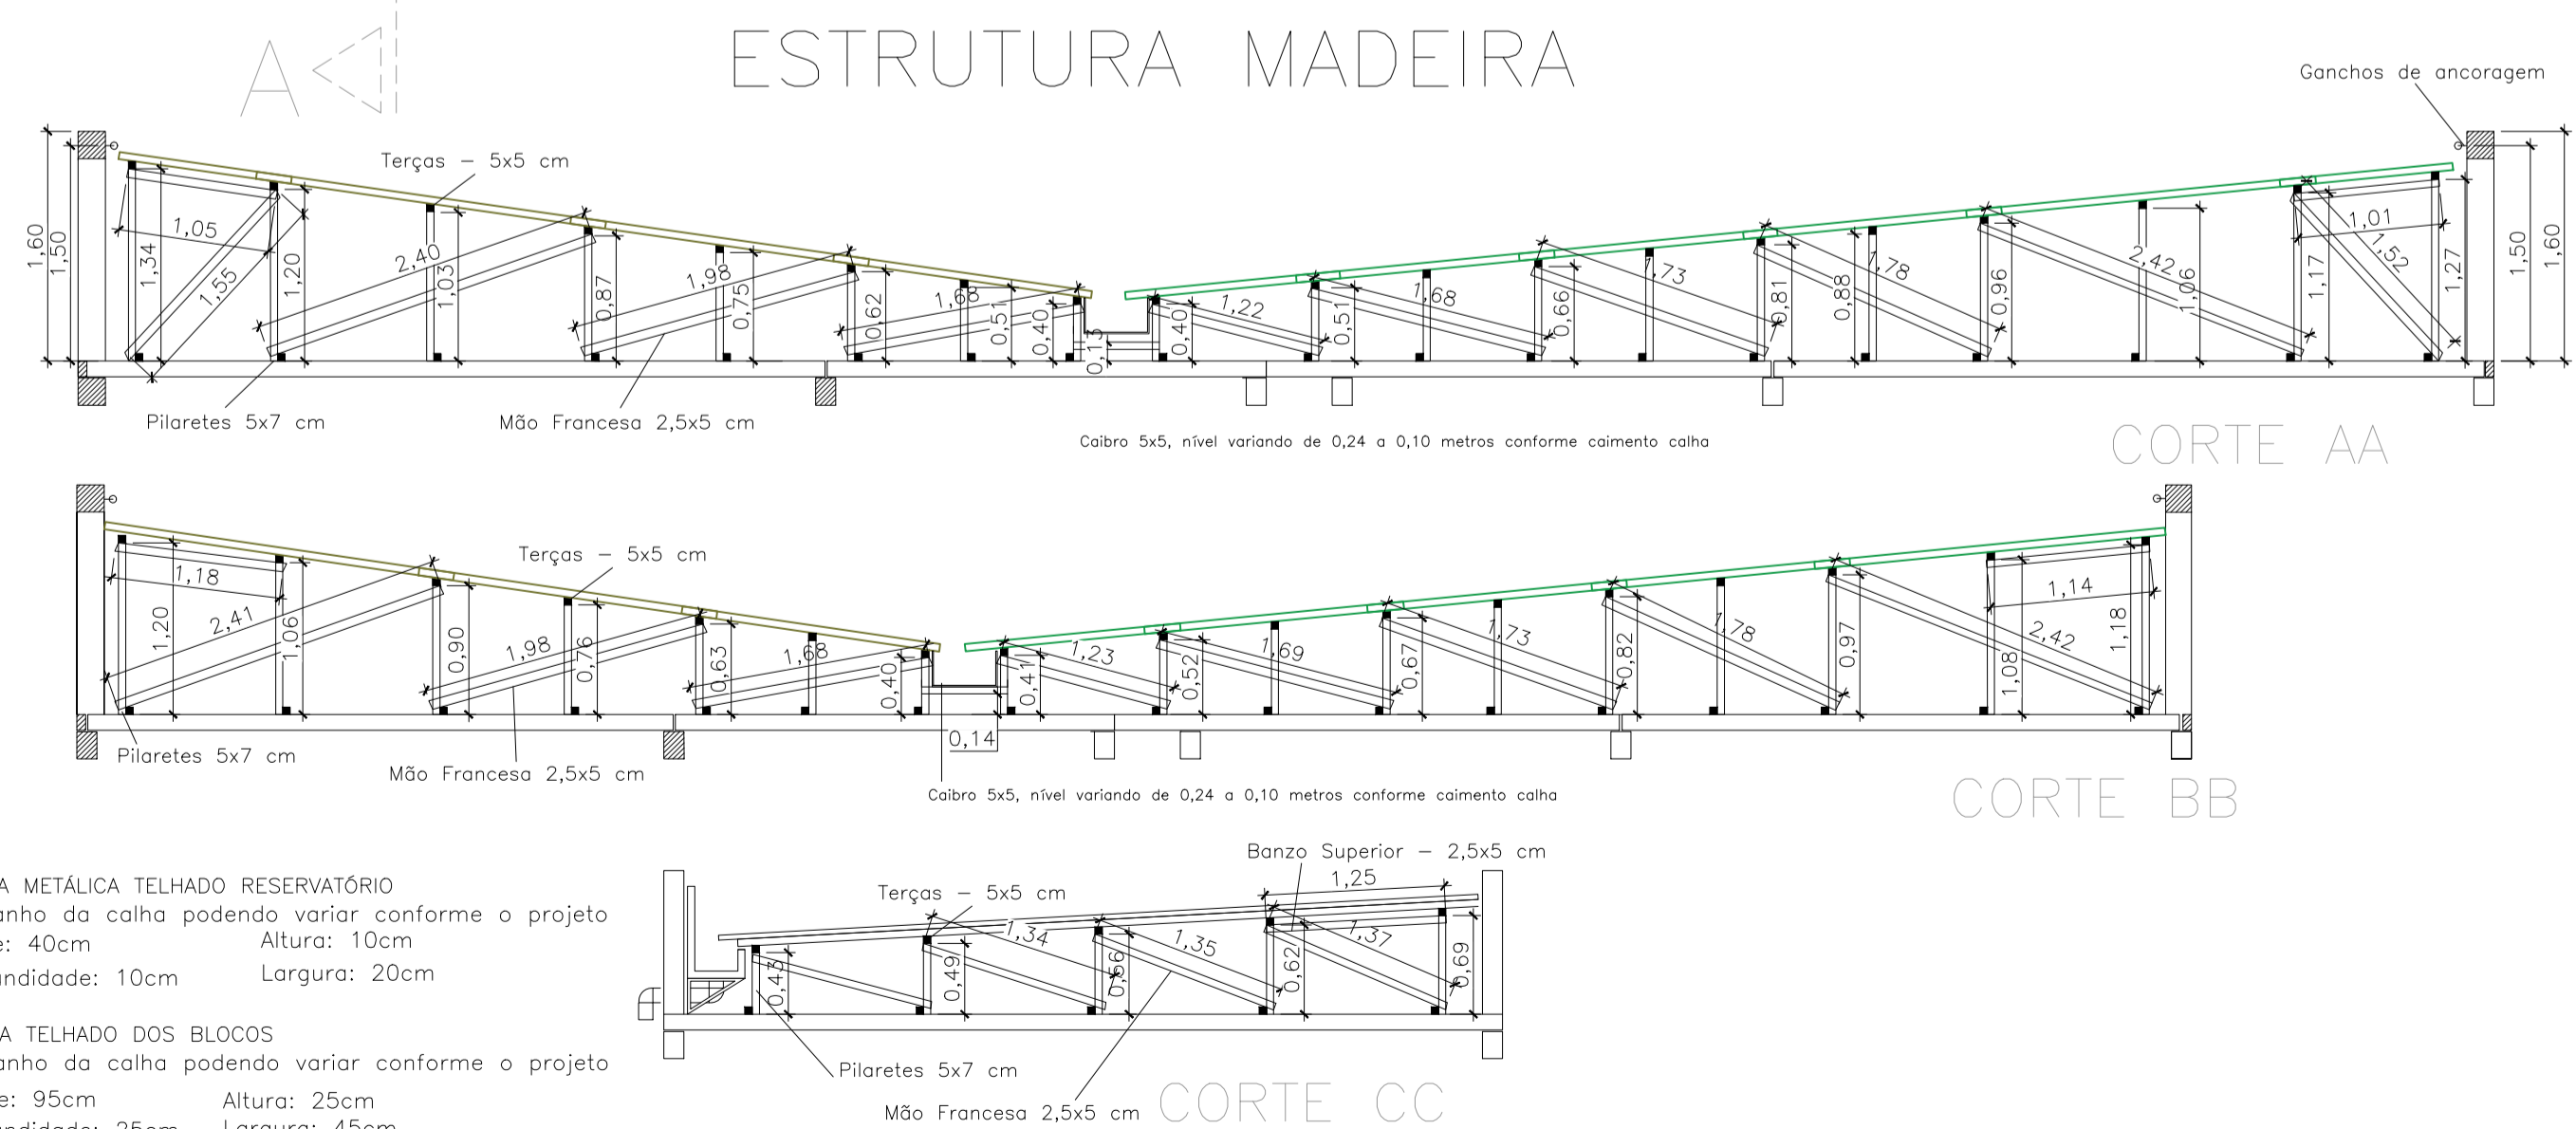 ESTRUTURA MADEIRA
A
Ganchos de ancoragem
Terças – 5x5 cm
1,60
1,50
1,34
1,05
1,55
1,20
2,40
1,03
0,87
1,98
0,75
0,62
1,68
0,51
0,40
0,13
0,40
1,22
0,51
1,68
0,66
1,73
0,81
0,88
1,78
0,96
2,42
1,06
1,17
1,01
1,52
1,27
1,50
1,60
Pilaretes 5x7 cm
Mão Francesa 2,5x5 cm
Caibro 5x5, nível variando de 0,24 a 0,10 metros conforme caimento calha
CORTE AA
Terças – 5x5 cm
1,18
1,20
2,41
1,06
0,90
1,98
0,76
0,63
1,68
0,40
0,14
0,41
1,23
0,52
1,69
0,67
1,73
0,82
1,78
0,97
2,42
1,08
1,14
1,18
Pilaretes 5x7 cm
Mão Francesa 2,5x5 cm
Caibro 5x5, nível variando de 0,24 a 0,10 metros conforme caimento calha
CORTE BB
A METÁLICA TELHADO RESERVATÓRIO
anho da calha podendo variar conforme o projeto
e: 40cm Altura: 10cm
undidade: 10cm Largura: 20cm
A TELHADO DOS BLOCOS
anho da calha podendo variar conforme o projeto
e: 95cm Altura: 25cm
undidade: 25cm Largura: 45cm
Banzo Superior – 2,5x5 cm
Terças – 5x5 cm
1,25
0,43
1,34
0,49
1,35
0,56
1,37
0,62
0,69
Pilaretes 5x7 cm
Mão Francesa 2,5x5 cm
CORTE CC